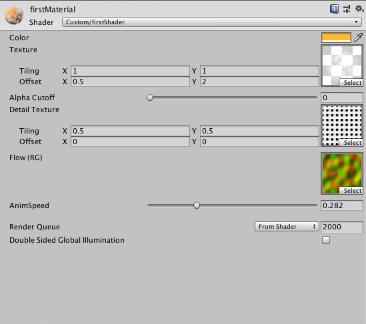 firstMaterial
Shader Custom/firstShader
Color
Texture
Tiling X 1 Y 1
Offset X 0.5 Y 2
Select
Alpha Cutoff 0
Detail Texture
Tiling X 0.5 Y 0.5
Offset X 0 Y 0
Select
Flow (RG)
Select
AnimSpeed 0.282
Render Queue From Shader 2000
Double Sided Global Illumination